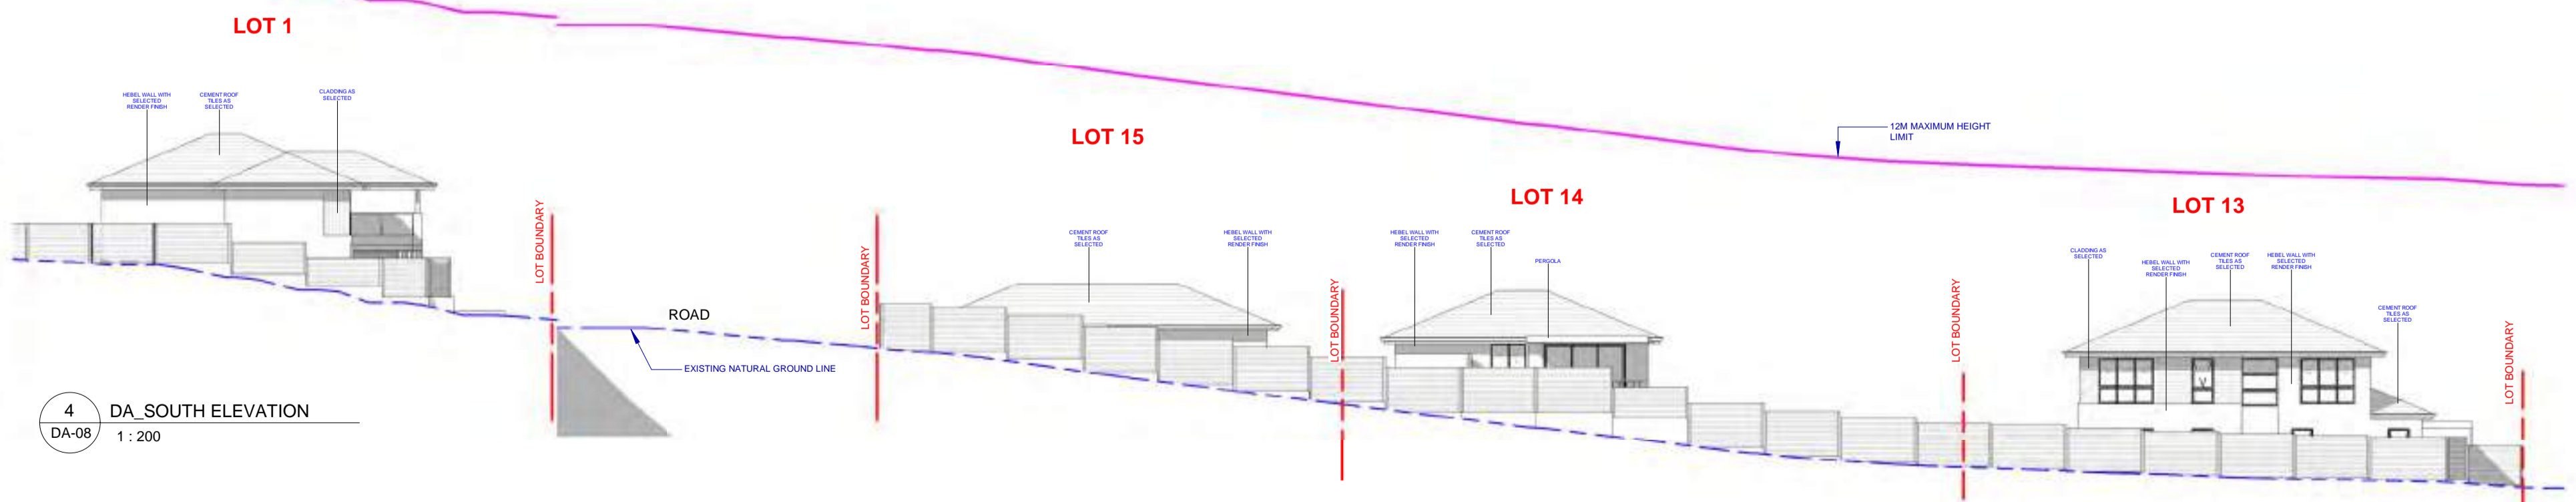 LOT 1
HEBEL WALL WITH
SELECTED
RENDER FINISH
CEMENT ROOF
TILES AS
SELECTED
CLADDING AS
SELECTED
LOT BOUNDARY
ROAD
EXISTING NATURAL GROUND LINE
LOT BOUNDARY
LOT 15
CEMENT ROOF
TILES AS
SELECTED
HEBEL WALL WITH
SELECTED
RENDER FINISH
LOT BOUNDARY
LOT 14
HEBEL WALL WITH
SELECTED
RENDER FINISH
CEMENT ROOF
TILES AS
SELECTED
PERGOLA
12M MAXIMUM HEIGHT
LIMIT
LOT BOUNDARY
LOT 13
CLADDING AS
SELECTED
HEBEL WALL WITH
SELECTED
RENDER FINISH
CEMENT ROOF
TILES AS
SELECTED
HEBEL WALL WITH
SELECTED
RENDER FINISH
CEMENT ROOF
TILES AS
SELECTED
LOT BOUNDARY
4
DA-08
DA_SOUTH ELEVATION
1 : 200